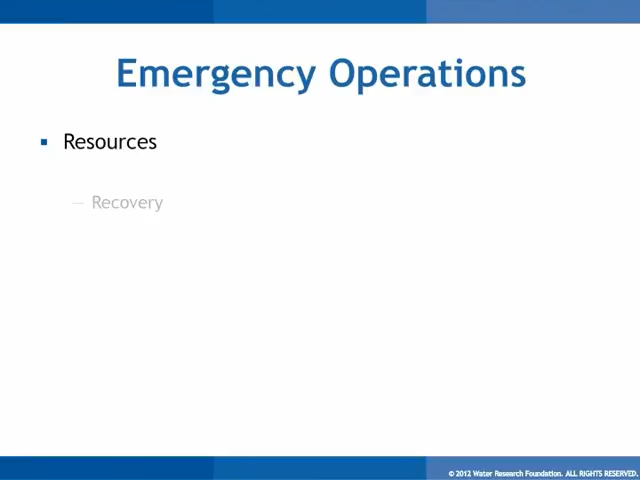 Emergency Operations
▪ Resources
— Recovery
© 2012 Water Research Foundation. ALL RIGHTS RESERVED.